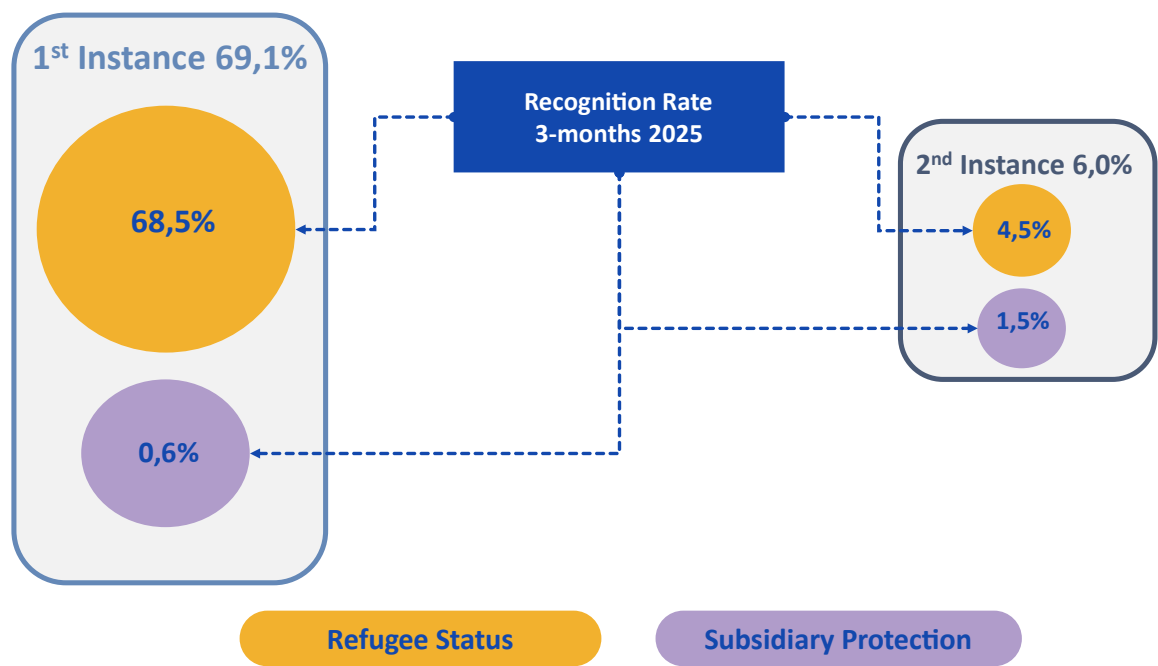 1st Instance 69,1%
68,5%
0,6%
Recognition Rate
3-months 2025
2nd Instance 6,0%
4,5%
1,5%
Refugee Status
Subsidiary Protection